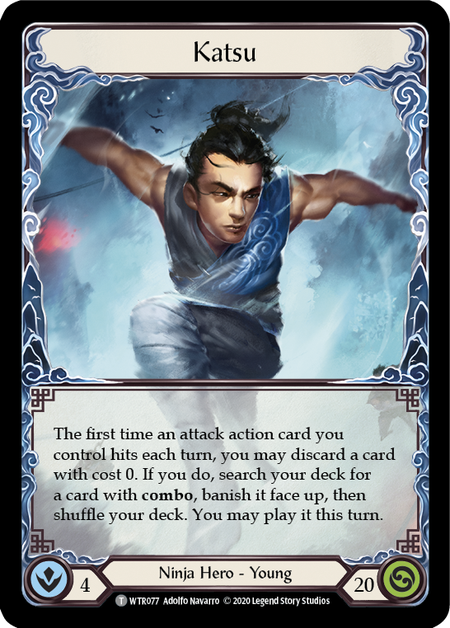 Katsu
The first time an attack action card you
control hits each turn, you may discard a card
with cost 0. If you do, search your deck for
a card with combo, banish it face up, then
shuffle your deck. You may play it this turn.
4
Ninja Hero - Young
20
T WTR077 Adolfo Navarro © 2020 Legend Story Studios